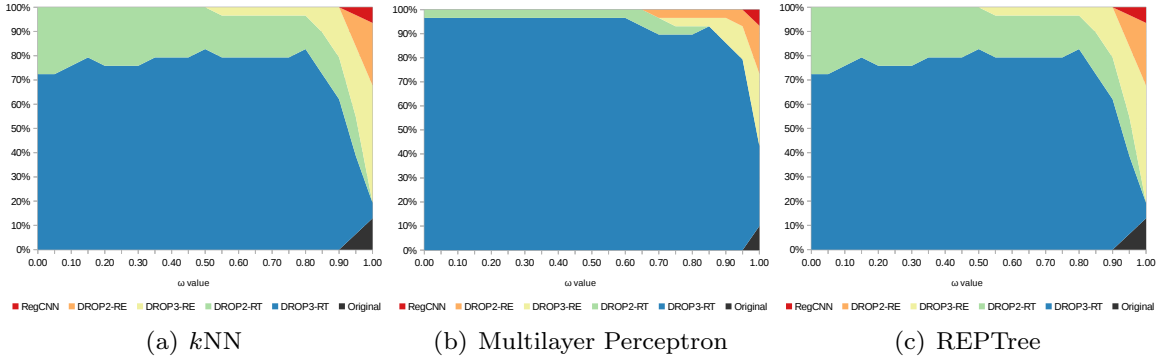 100%
90%
80%
70%
60%
50%
40%
30%
20%
10%
0%
0.00 0.10 0.20 0.30 0.40 0.50 0.60 0.70 0.80 0.90 1.00
ω value
RegCNN DROP2-RE DROP3-RE DROP2-RT DROP3-RT Original
(a) kNN
100%
90%
80%
70%
60%
50%
40%
30%
20%
10%
0%
0.00 0.10 0.20 0.30 0.40 0.50 0.60 0.70 0.80 0.90 1.00
ω value
RegCNN DROP2-RE DROP3-RE DROP2-RT DROP3-RT Original
(b) Multilayer Perceptron
100%
90%
80%
70%
60%
50%
40%
30%
20%
10%
0%
0.00 0.10 0.20 0.30 0.40 0.50 0.60 0.70 0.80 0.90 1.00
ω value
RegCNN DROP2-RE DROP3-RE DROP2-RT DROP3-RT Original
(c) REPTree